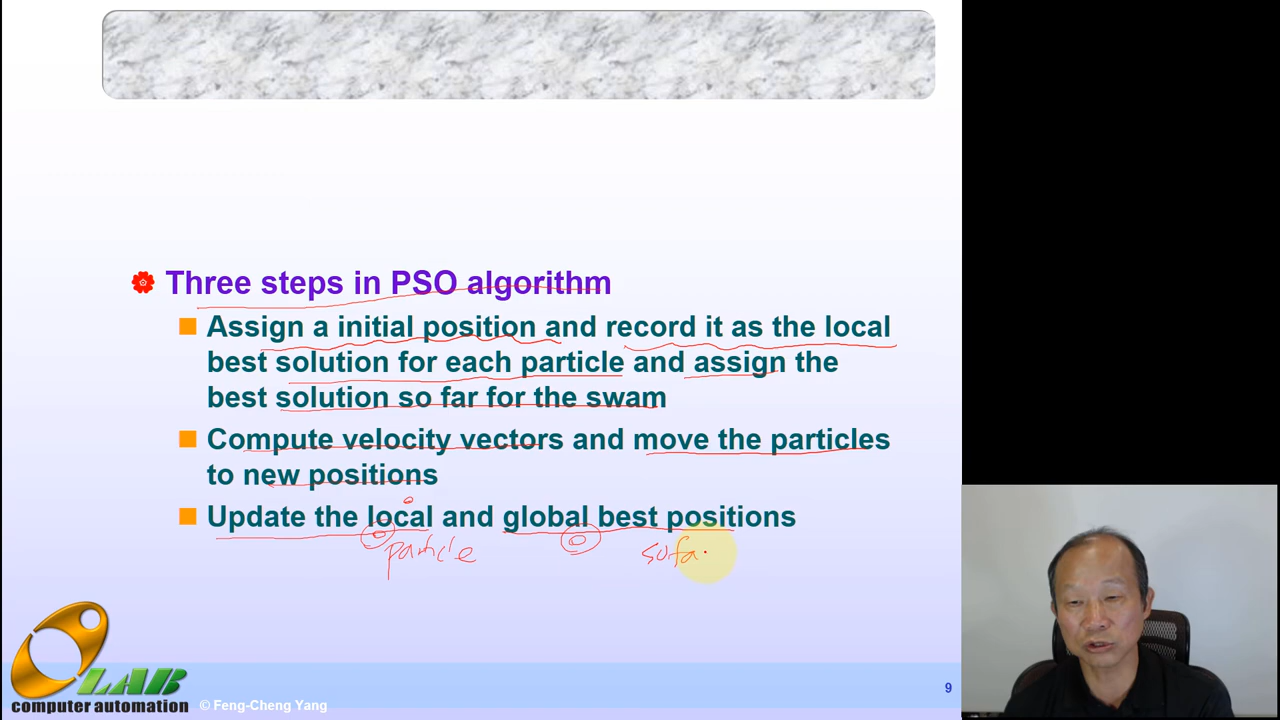 Three steps in PSO algorithm
Assign a initial position and record it as the local
best solution for each particle and assign the
best solution so far for the swam
Compute velocity vectors and move the particles
to new positions
Update the local and global best positions
particle
sofa
LAB
computer automation
© Feng-Cheng Yang
9